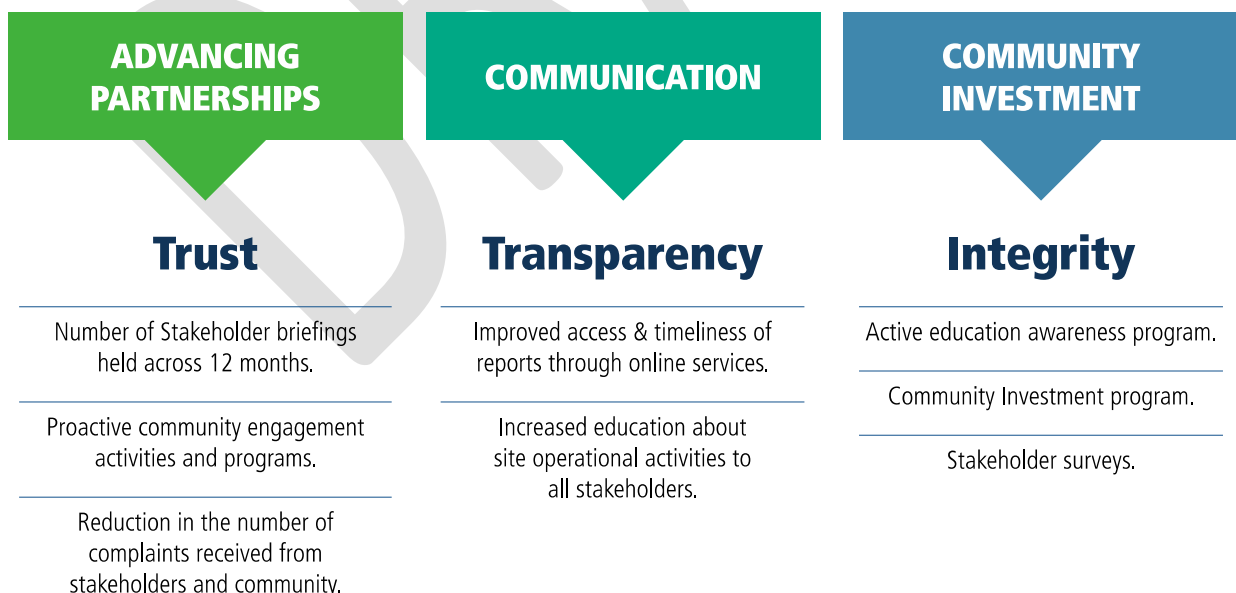 ADVANCING
PARTNERSHIPS
Trust
Number of Stakeholder briefings
held across 12 months.
Proactive community engagement
activities and programs.
Reduction in the number of
complaints received from
stakeholders and community.
COMMUNICATION
Transparency
Improved access & timeliness of
reports through online services.
Increased education about
site operational activities to
all stakeholders.
COMMUNITY
INVESTMENT
Integrity
Active education awareness program.
Community Investment program.
Stakeholder surveys.